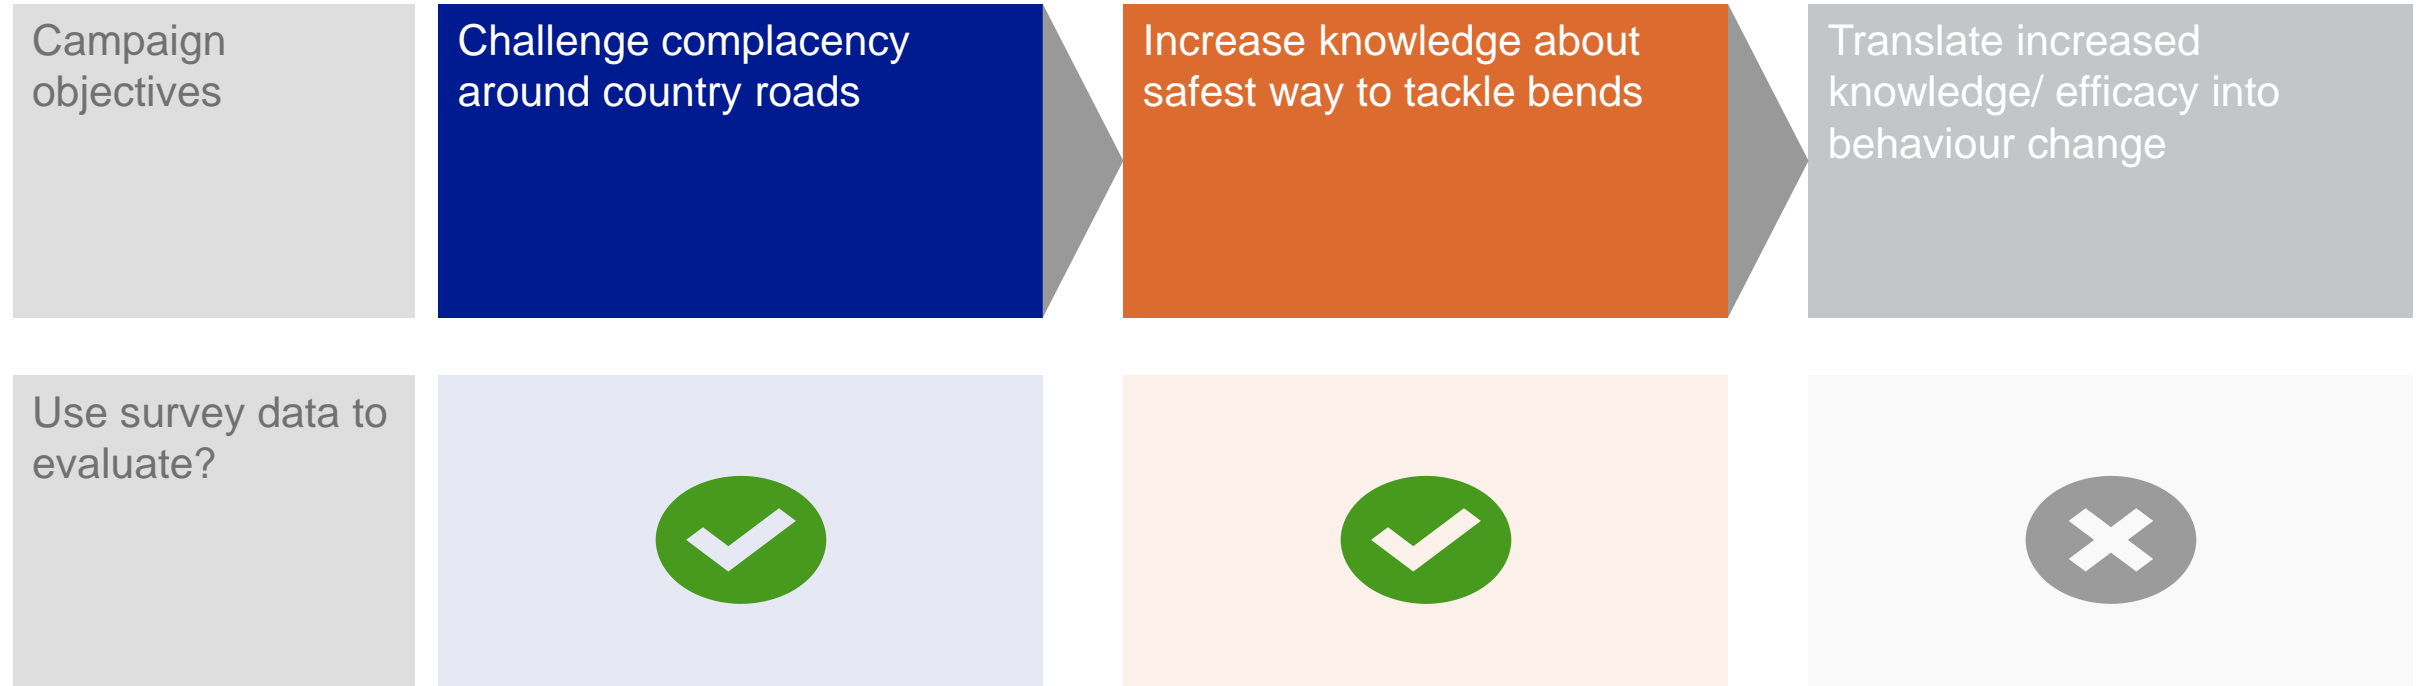 Campaign
objectives
Challenge complacency
around country roads
Increase knowledge about
safest way to tackle bends
Translate increased
knowledge/ efficacy into
behaviour change
Use survey data to
evaluate?